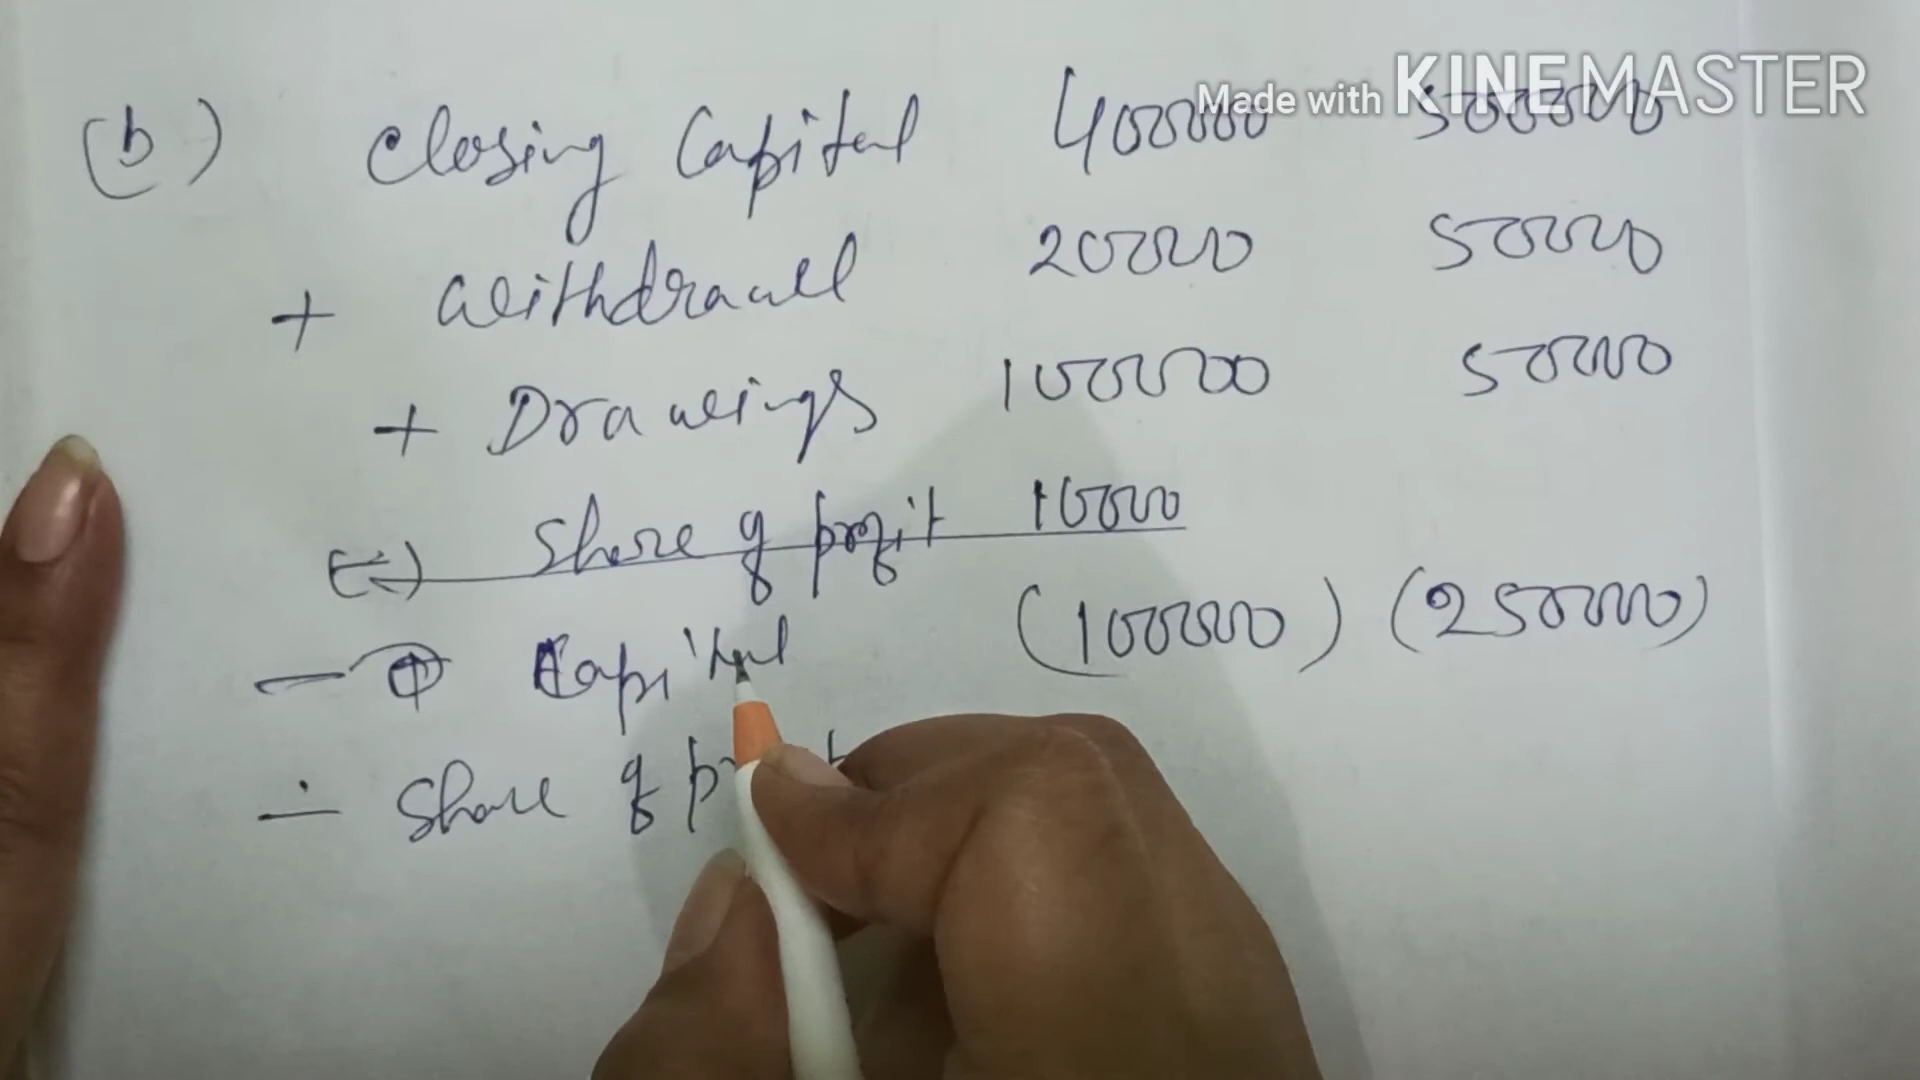 Made with KINEMASTER
(b) Closing Capital 400000 500000
+ Withdrawl 20000 50000
+ Drawings 100000 50000
(-) Share of profit 10000
- Capital (100000) (250000)
- Share of